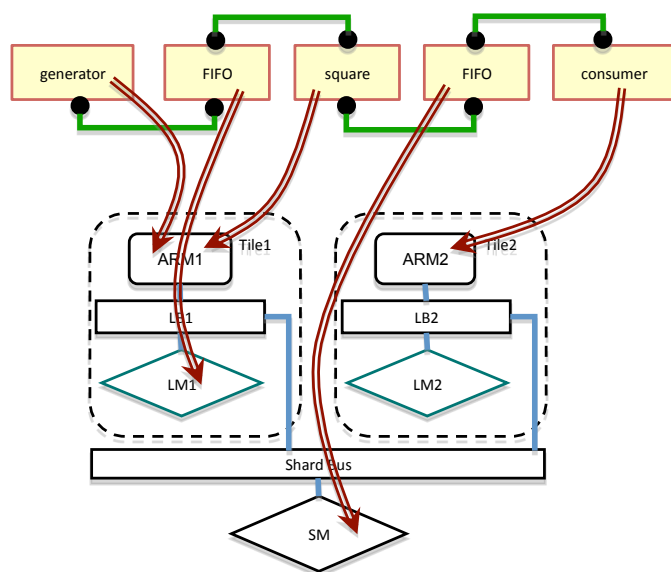 generator
FIFO
square
FIFO
consumer
Tile1
Tile2
ARM1
ARM2
LB1
LB2
LM1
LM2
Shard Bus
SM